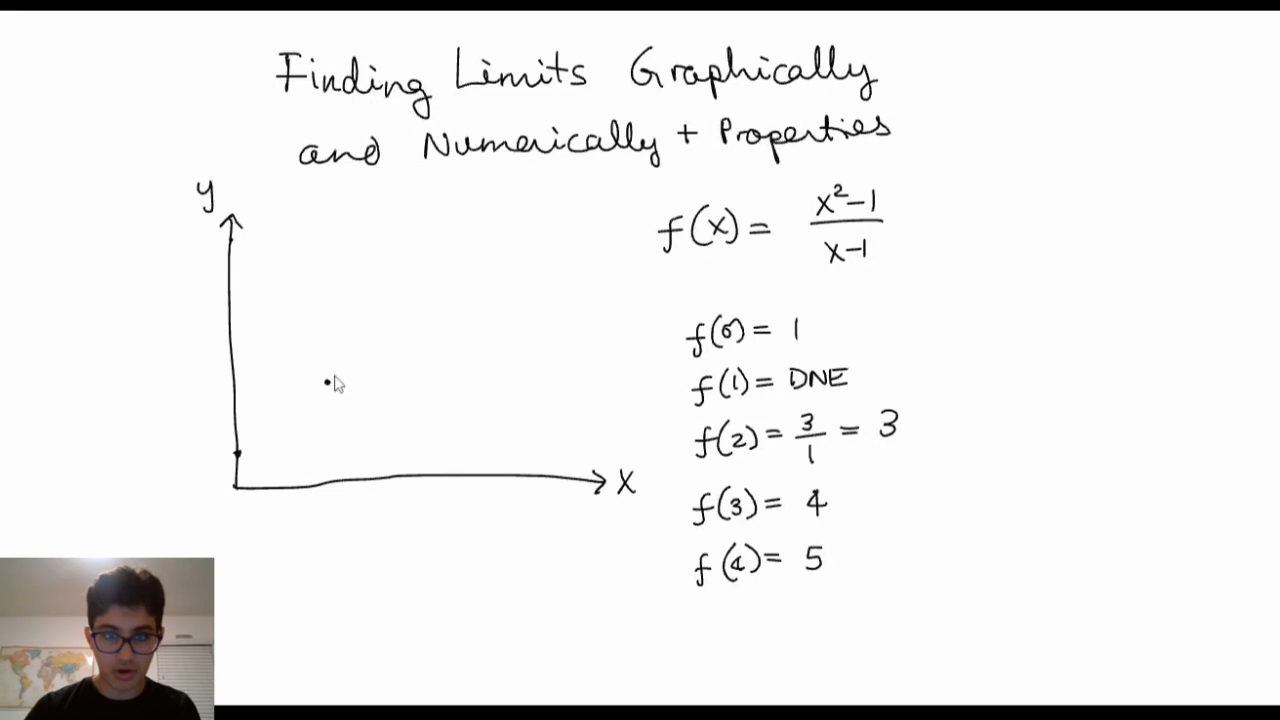 Finding Limits Graphically
and Numerically + Properties
y
f(x) = x²-1 / x-1
f(0) = 1
f(1) = DNE
f(2) = 3/1 = 3
x
f(3) = 4
f(4) = 5